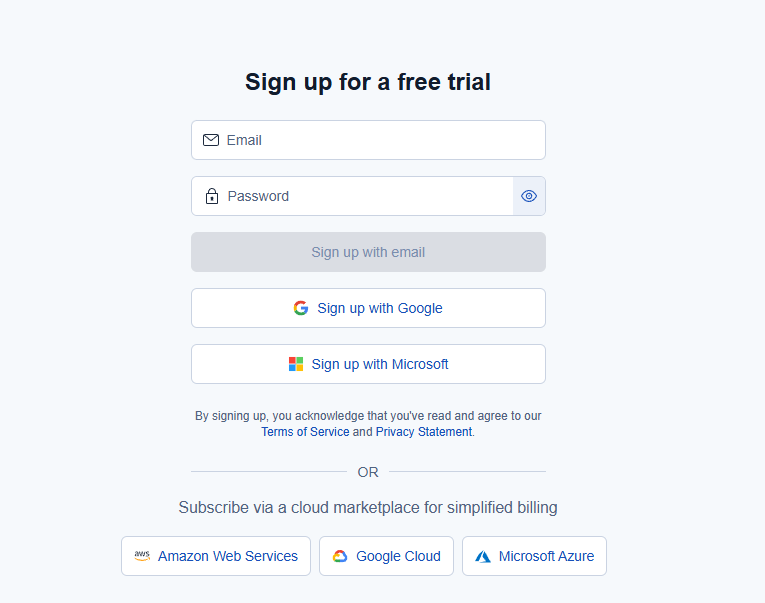 Sign up for a free trial
Email
Password
Sign up with email
Sign up with Google
Sign up with Microsoft
By signing up, you acknowledge that you've read and agree to our
Terms of Service and Privacy Statement.
OR
Subscribe via a cloud marketplace for simplified billing
aws Amazon Web Services
Google Cloud
Microsoft Azure